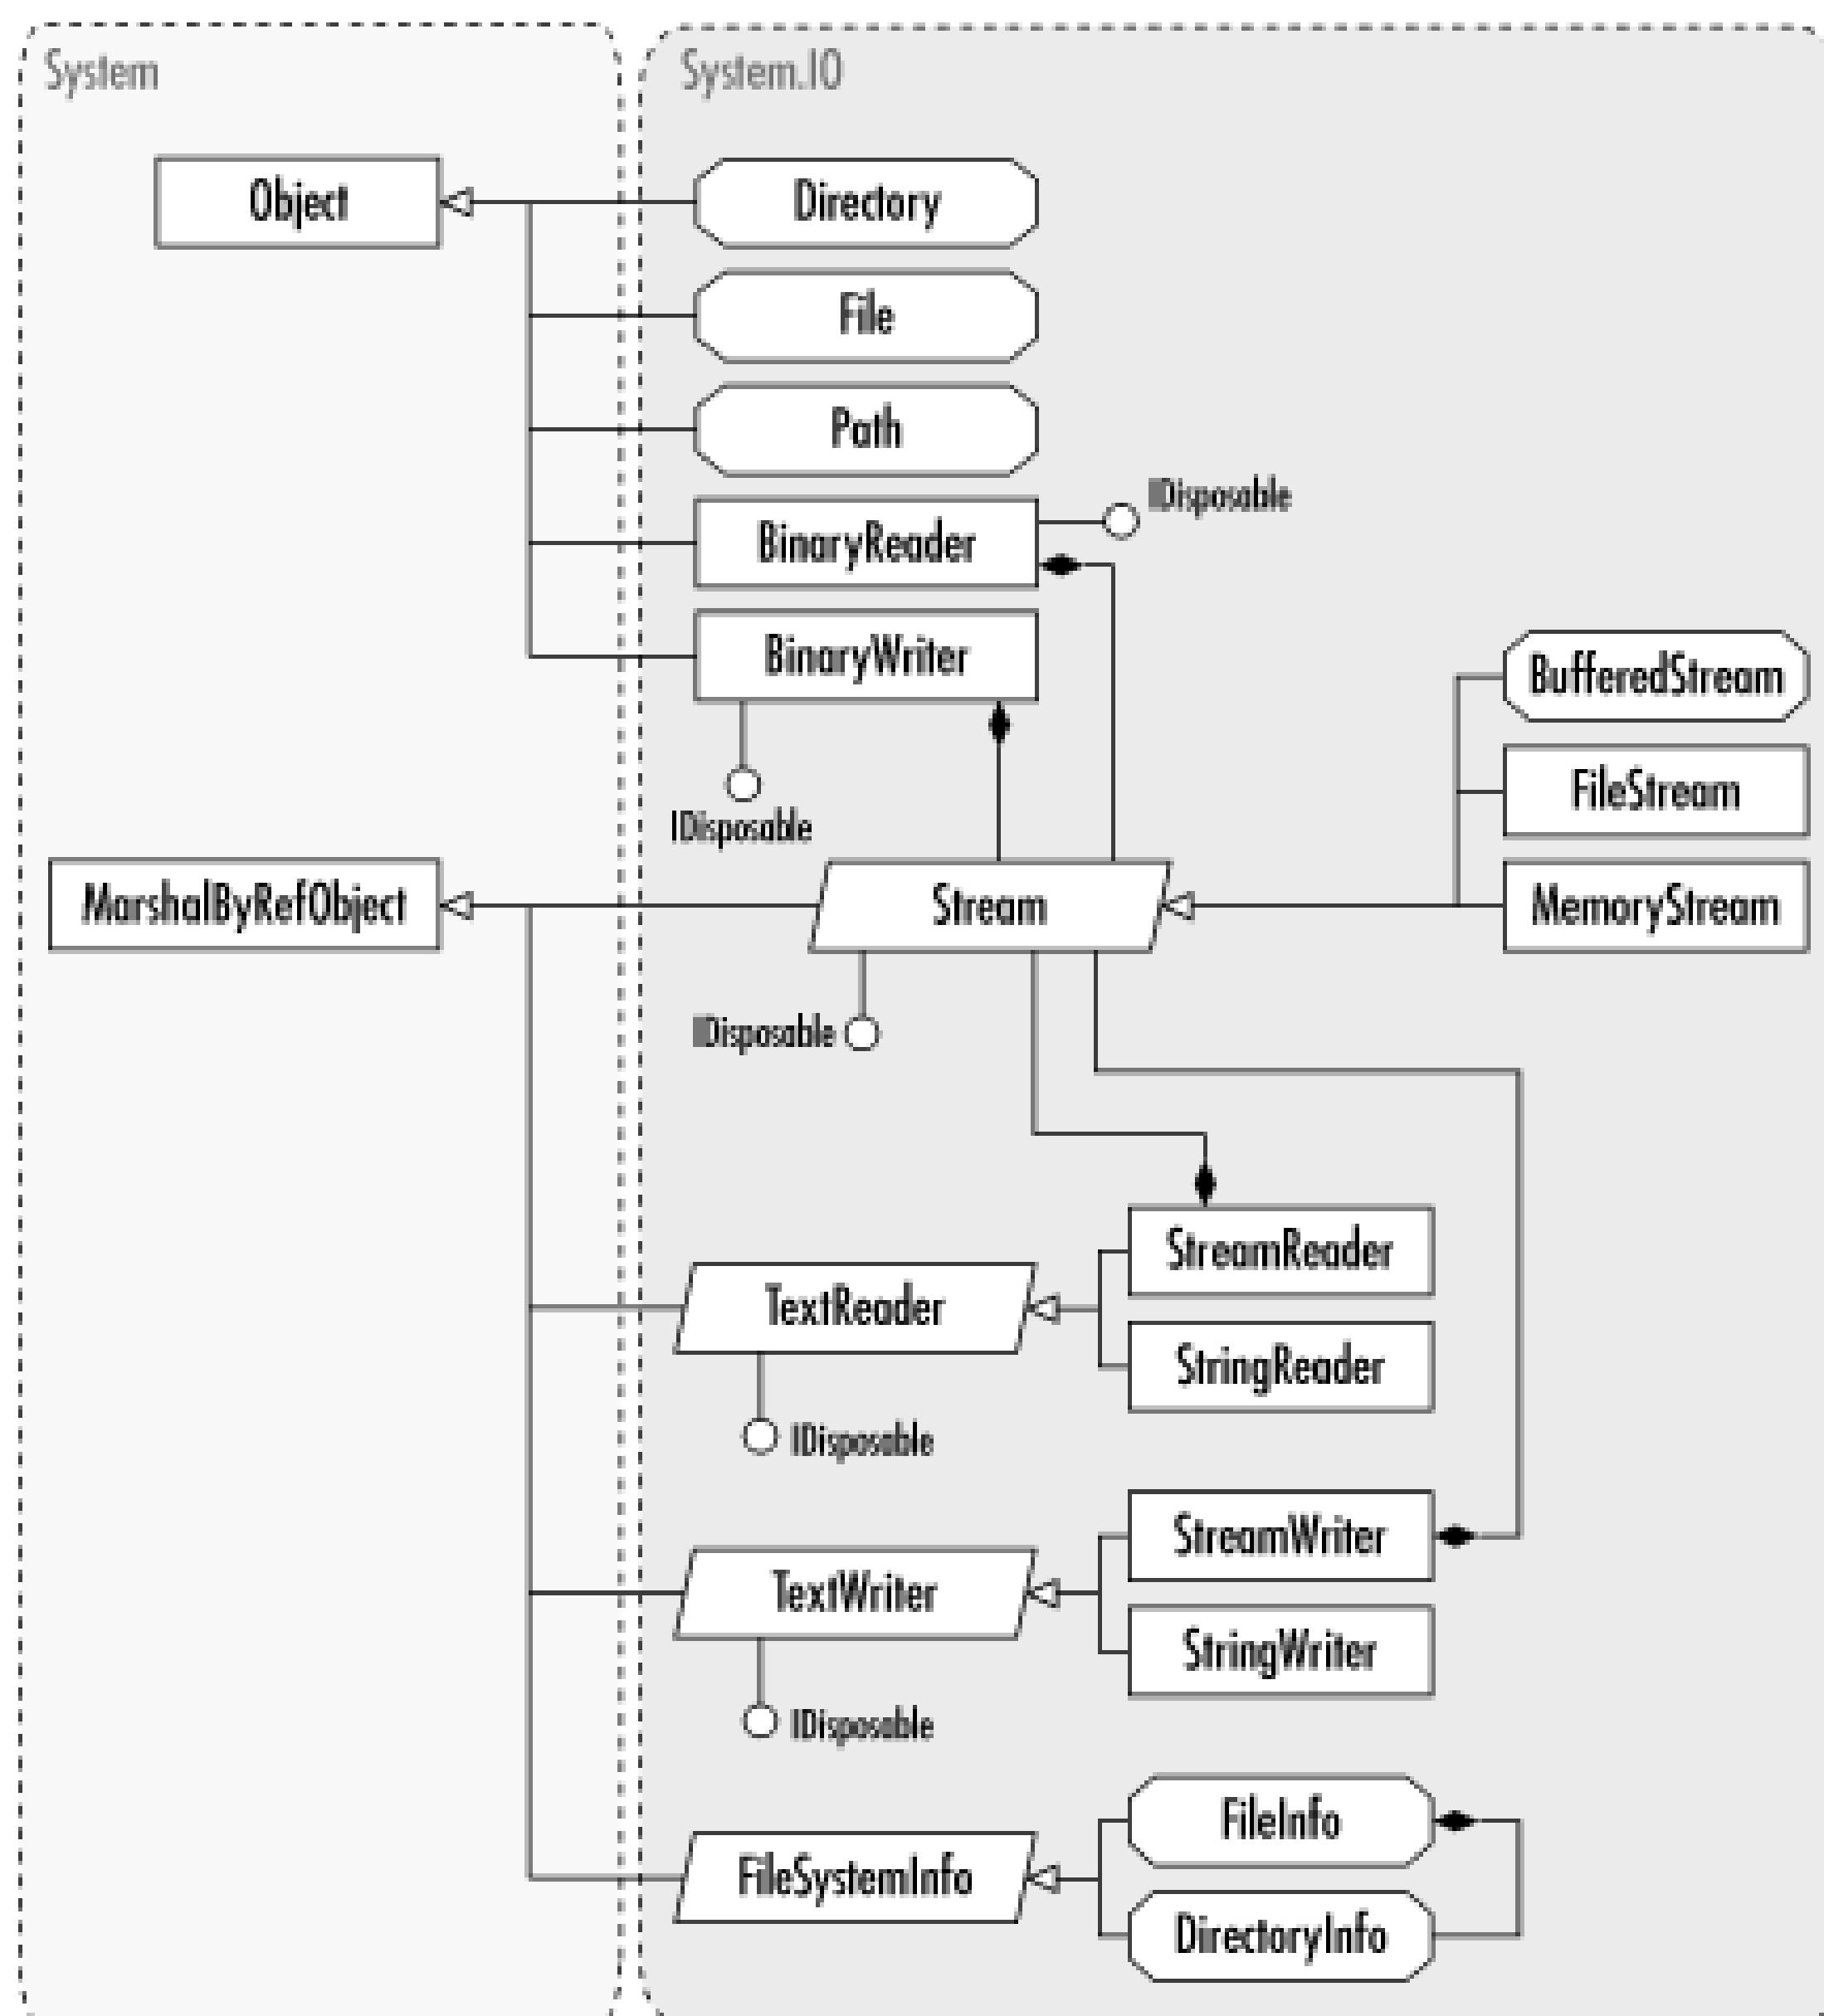 System
System.IO
Object
Directory
File
Path
IDisposable
BinaryReader
BinaryWriter
BufferedStream
FileStream
IDisposable
MarshalByRefObject
Stream
MemoryStream
IDisposable
StreamReader
TextReader
StringReader
IDisposable
StreamWriter
TextWriter
StringWriter
IDisposable
FileInfo
FileSystemInfo
DirectoryInfo